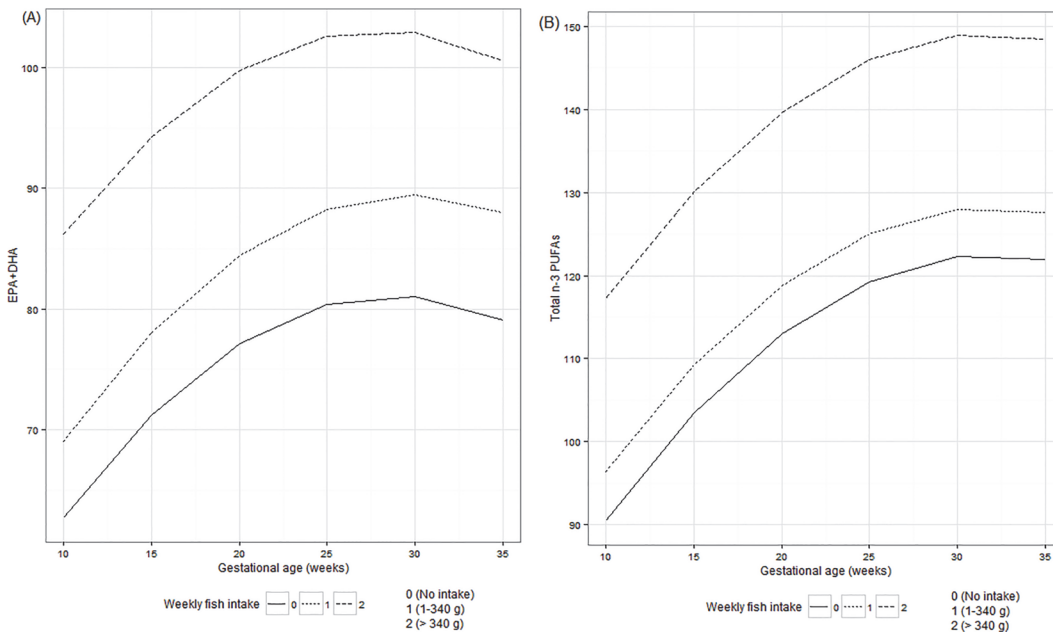 (A)
EPA+DHA
100
90
80
70
10 15 20 25 30 35
Gestational age (weeks)
Weekly fish intake 0 1 2
0 (No intake)
1 (1-340 g)
2 (> 340 g)
(B)
Total n-3 PUFAs
150
140
130
120
110
100
90
10 15 20 25 30 35
Gestational age (weeks)
Weekly fish intake 0 1 2
0 (No intake)
1 (1-340 g)
2 (> 340 g)